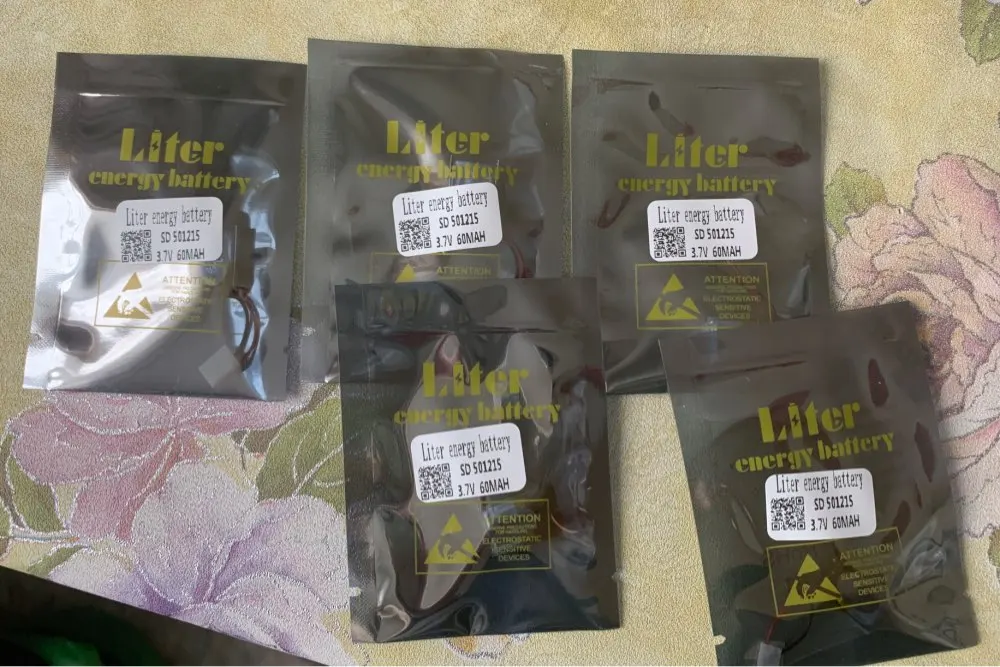 Liter
energy battery
Liter energy battery
SD 501215
3.7V 60MAH
ATTENTION
ELECTROSTATIC
SENSITIVE
DEVICES
Liter
energy battery
Liter energy battery
SD 501215
3.7V 60MAH
ATTENTION
Liter
energy battery
Liter energy battery
SD 501215
3.7V 60MAH
ATTENTION
ELECTROSTATIC
SENSITIVE
DEVICES
Liter
energy battery
Liter energy battery
SD 501215
3.7V 60MAH
ATTENTION
ELECTROSTATIC
SENSITIVE
DEVICES
Liter
energy battery
Liter energy battery
SD 501215
3.7V 60MAH
ATTENTION
ELECTROSTATIC
SENSITIVE
DEVICES